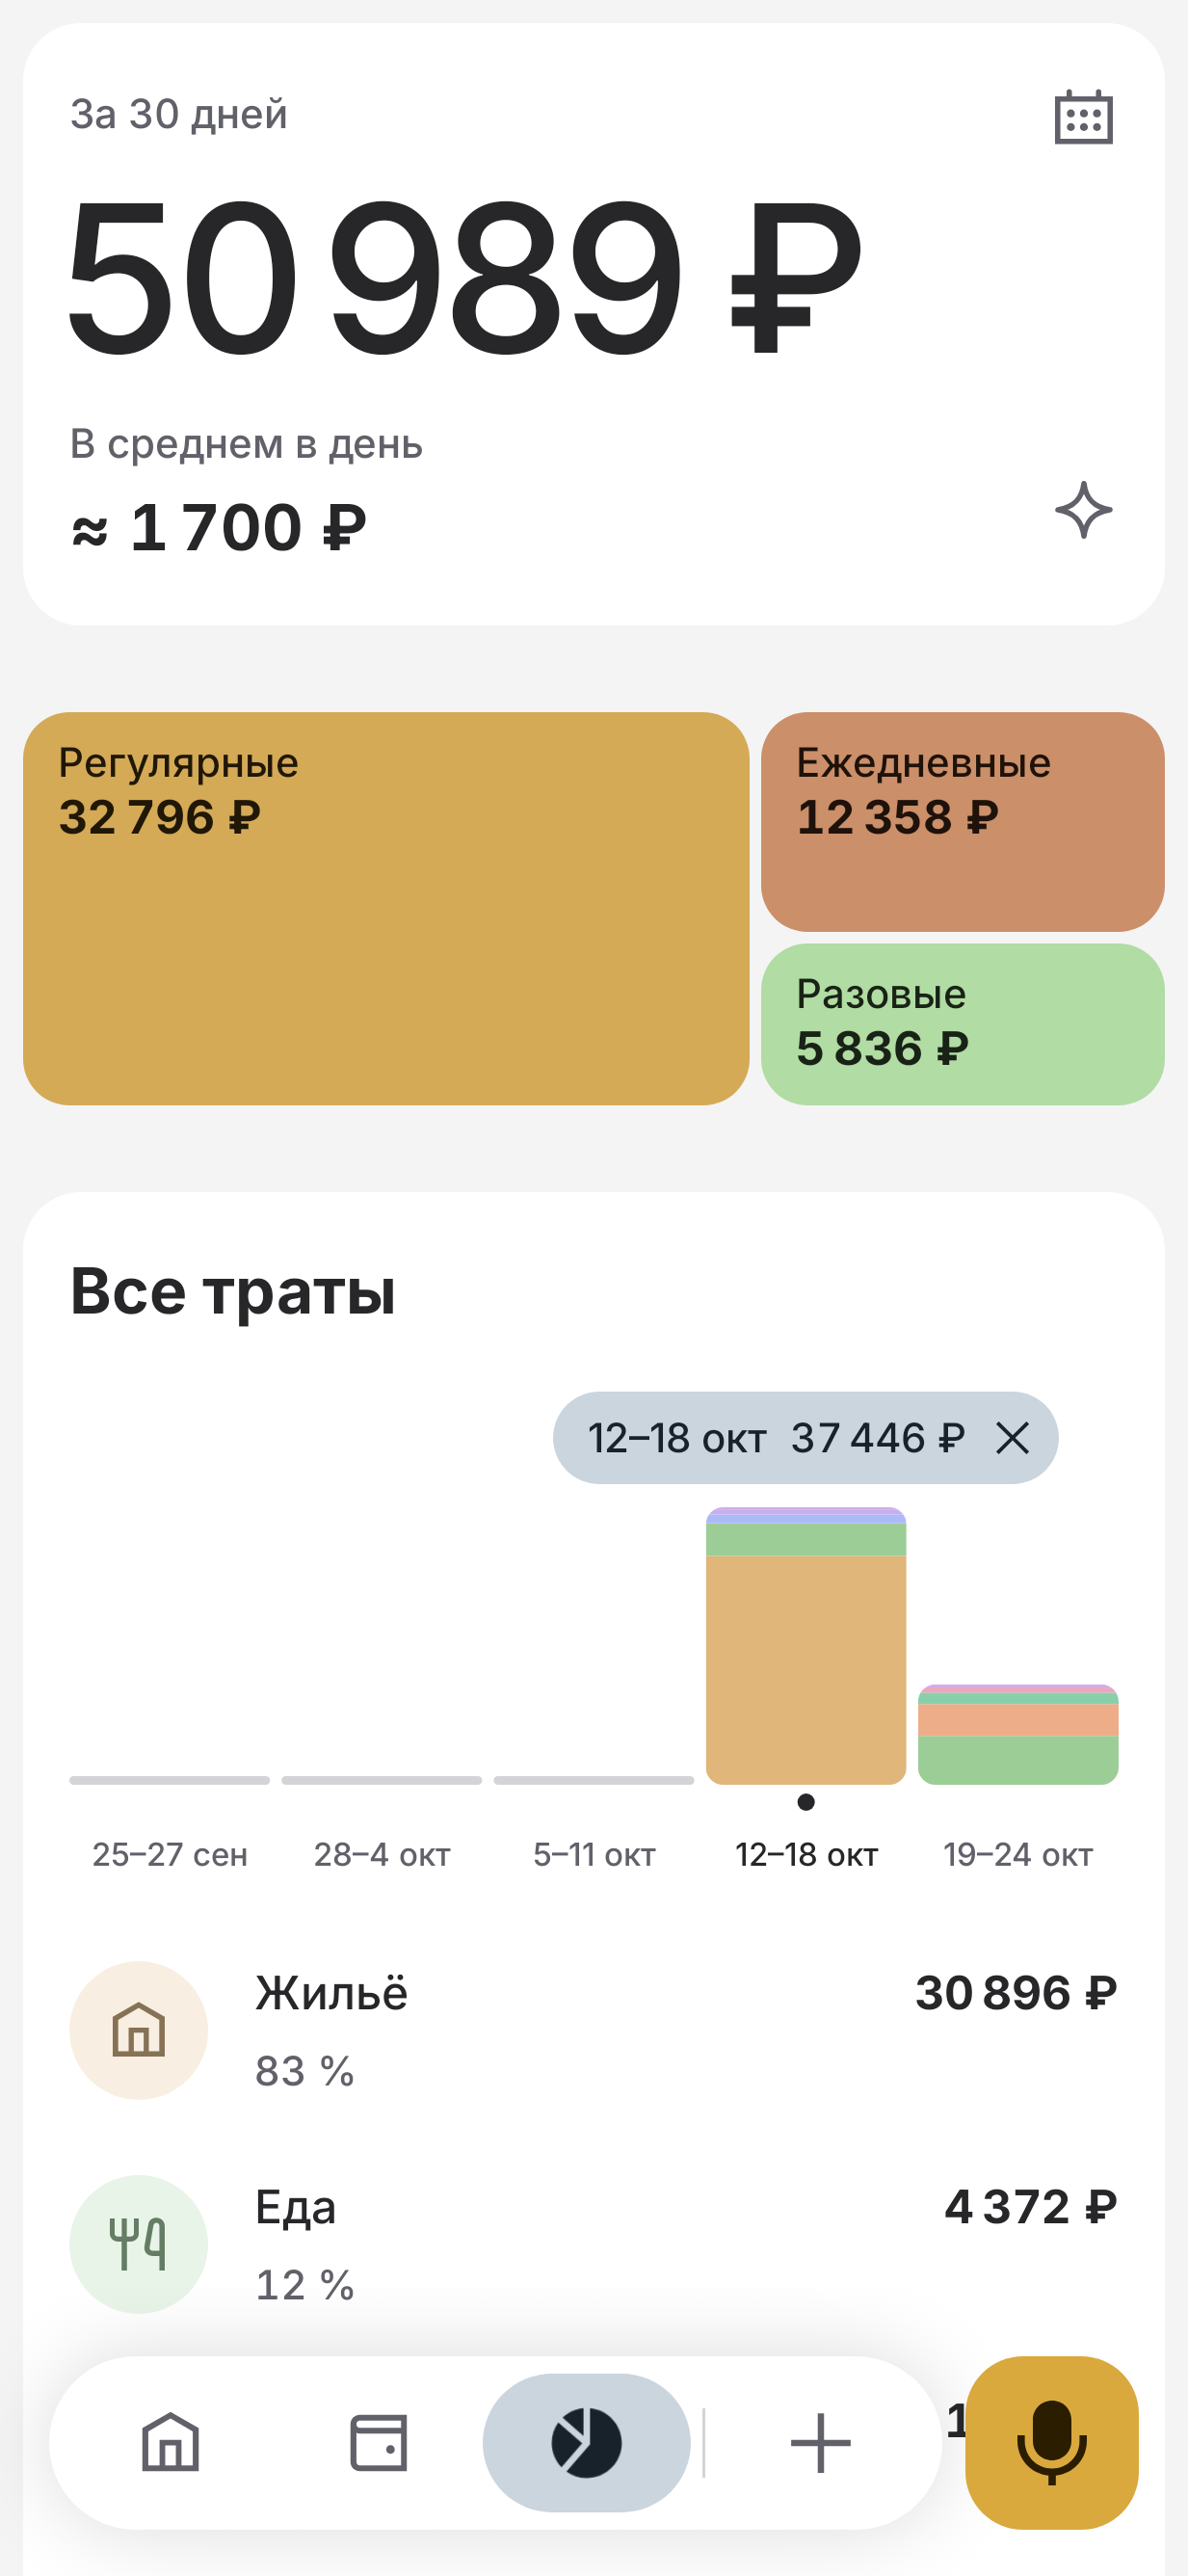 За 30 дней
50 989 ₽
В среднем в день
≈ 1 700 ₽
Регулярные
32 796 ₽
Ежедневные
12 358 ₽
Разовые
5 836 ₽
Все траты
12–18 окт 37 446 ₽
25–27 сен 28–4 окт 5–11 окт 12–18 окт 19–24 окт
Жильё 30 896 ₽
83 %
Еда 4 372 ₽
12 %